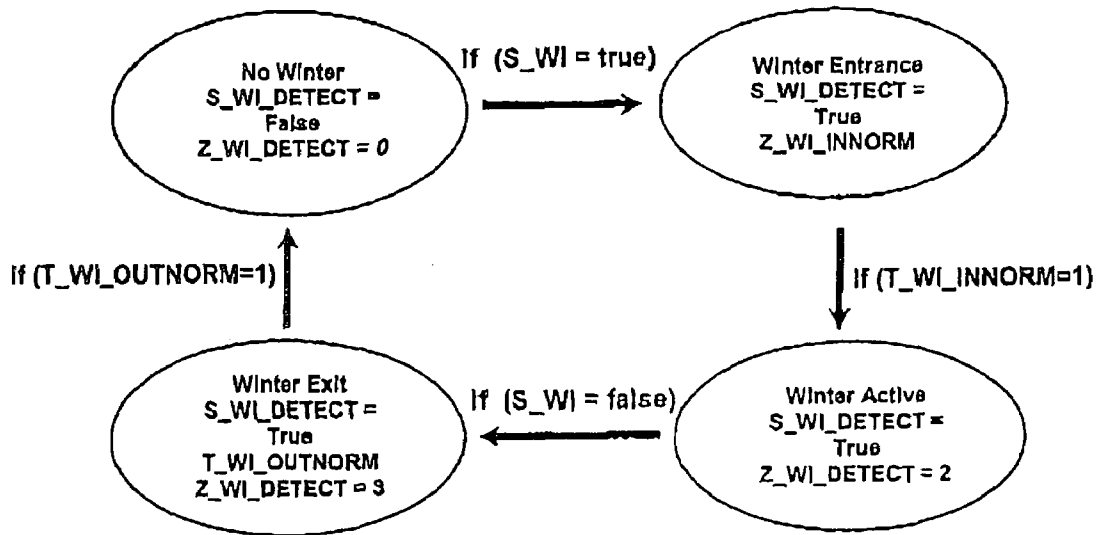 No Winter
S_WI_DETECT =
False
Z_WI_DETECT = 0
If (S_WI = true)
Winter Entrance
S_WI_DETECT =
True
Z_WI_INNORM
If (T_WI_OUTNORM=1)
If (T_WI_INNORM=1)
Winter Exit
S_WI_DETECT =
True
T_WI_OUTNORM
Z_WI_DETECT = 3
If (S_WI = false)
Winter Active
S_WI_DETECT =
True
Z_WI_DETECT = 2